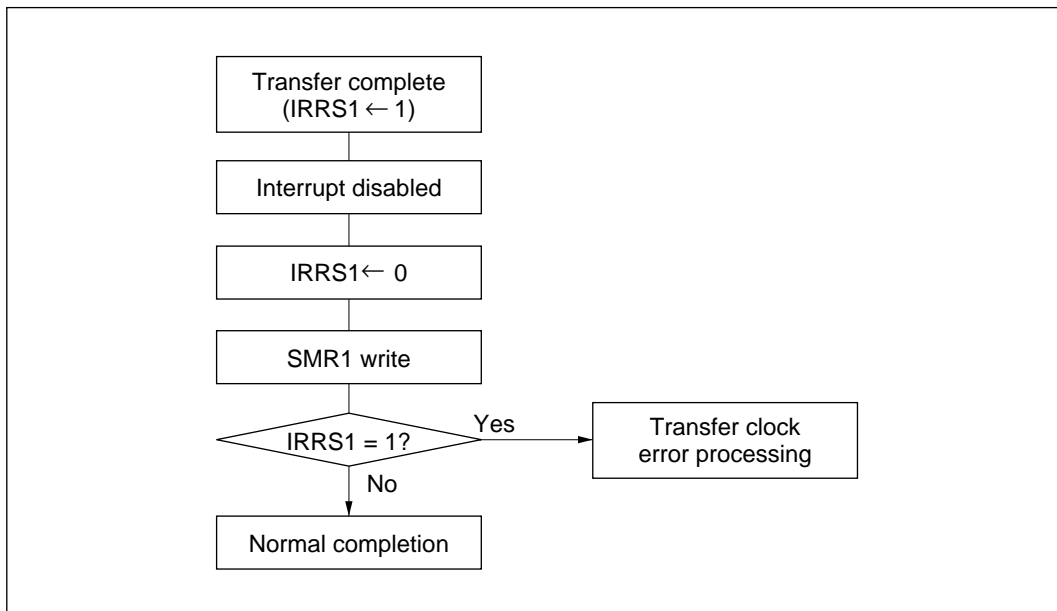 Transfer complete
(IRRS1 ← 1)
Interrupt disabled
IRRS1 ← 0
SMR1 write
IRRS1 = 1?
Yes
Transfer clock
error processing
No
Normal completion